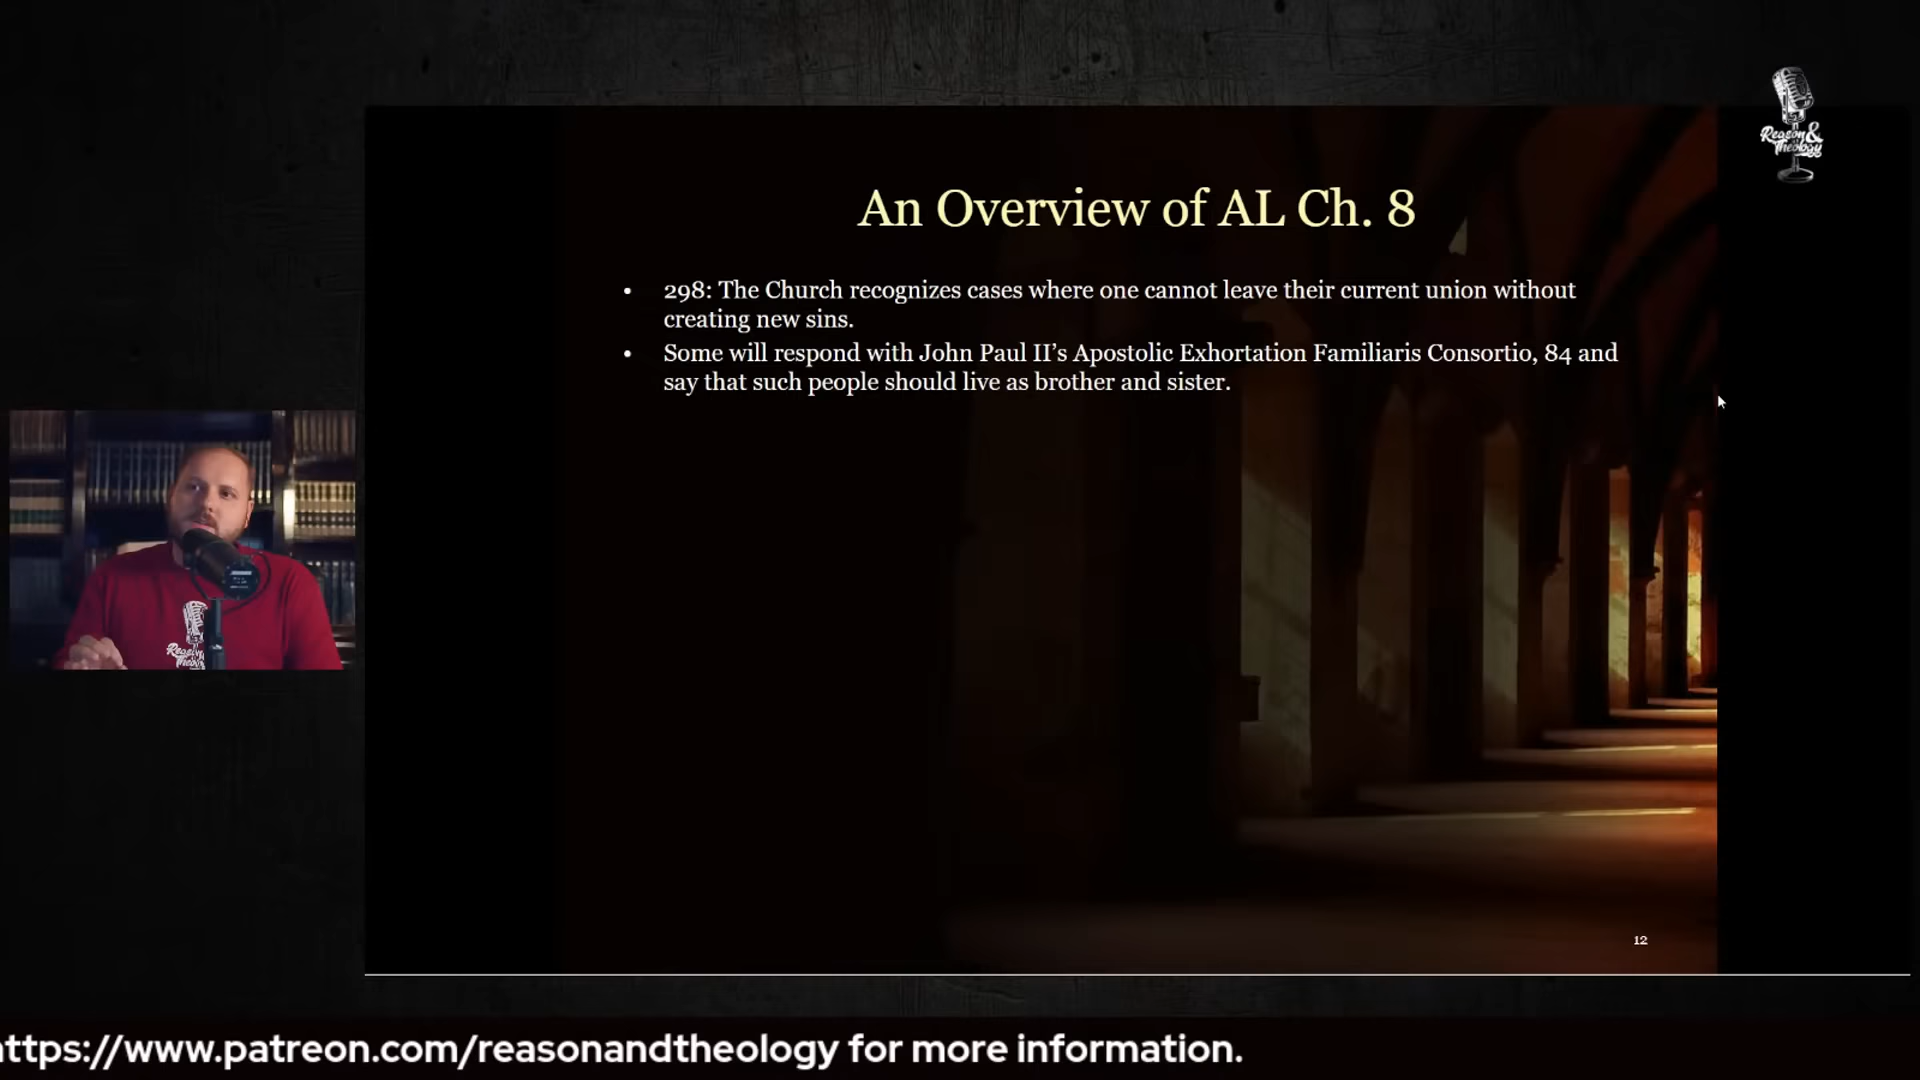 Reason &
Theology
An Overview of AL Ch. 8
• 298: The Church recognizes cases where one cannot leave their current union without
creating new sins.
• Some will respond with John Paul II’s Apostolic Exhortation Familiaris Consortio, 84 and
say that such people should live as brother and sister.
12
ttps://www.patreon.com/reasonandtheology for more information.